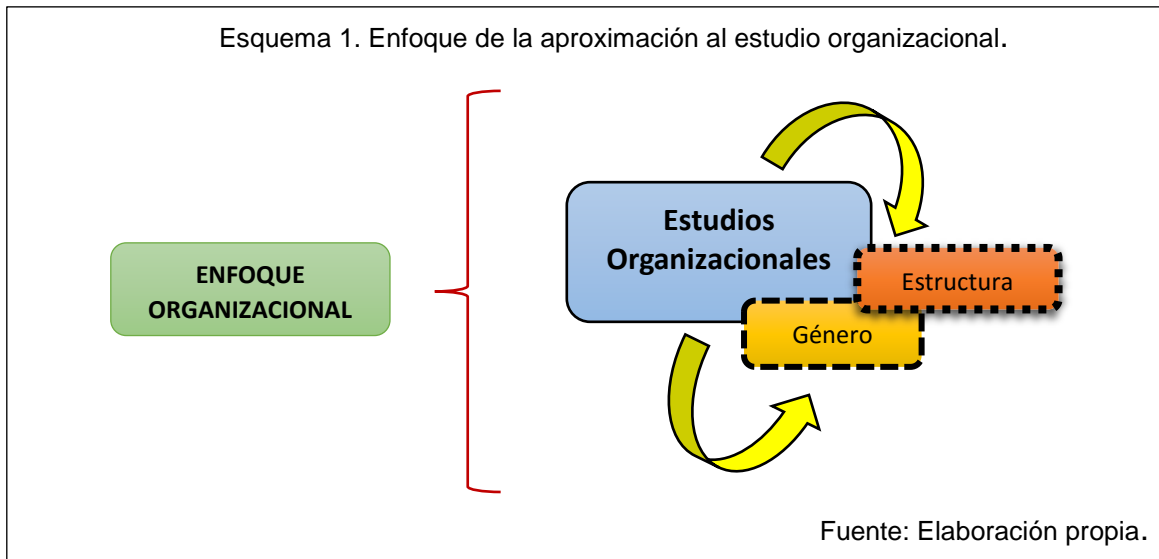 Esquema 1. Enfoque de la aproximación al estudio organizacional.
ENFOQUE
ORGANIZACIONAL
Estudios
Organizacionales
Estructura
Género
Fuente: Elaboración propia.